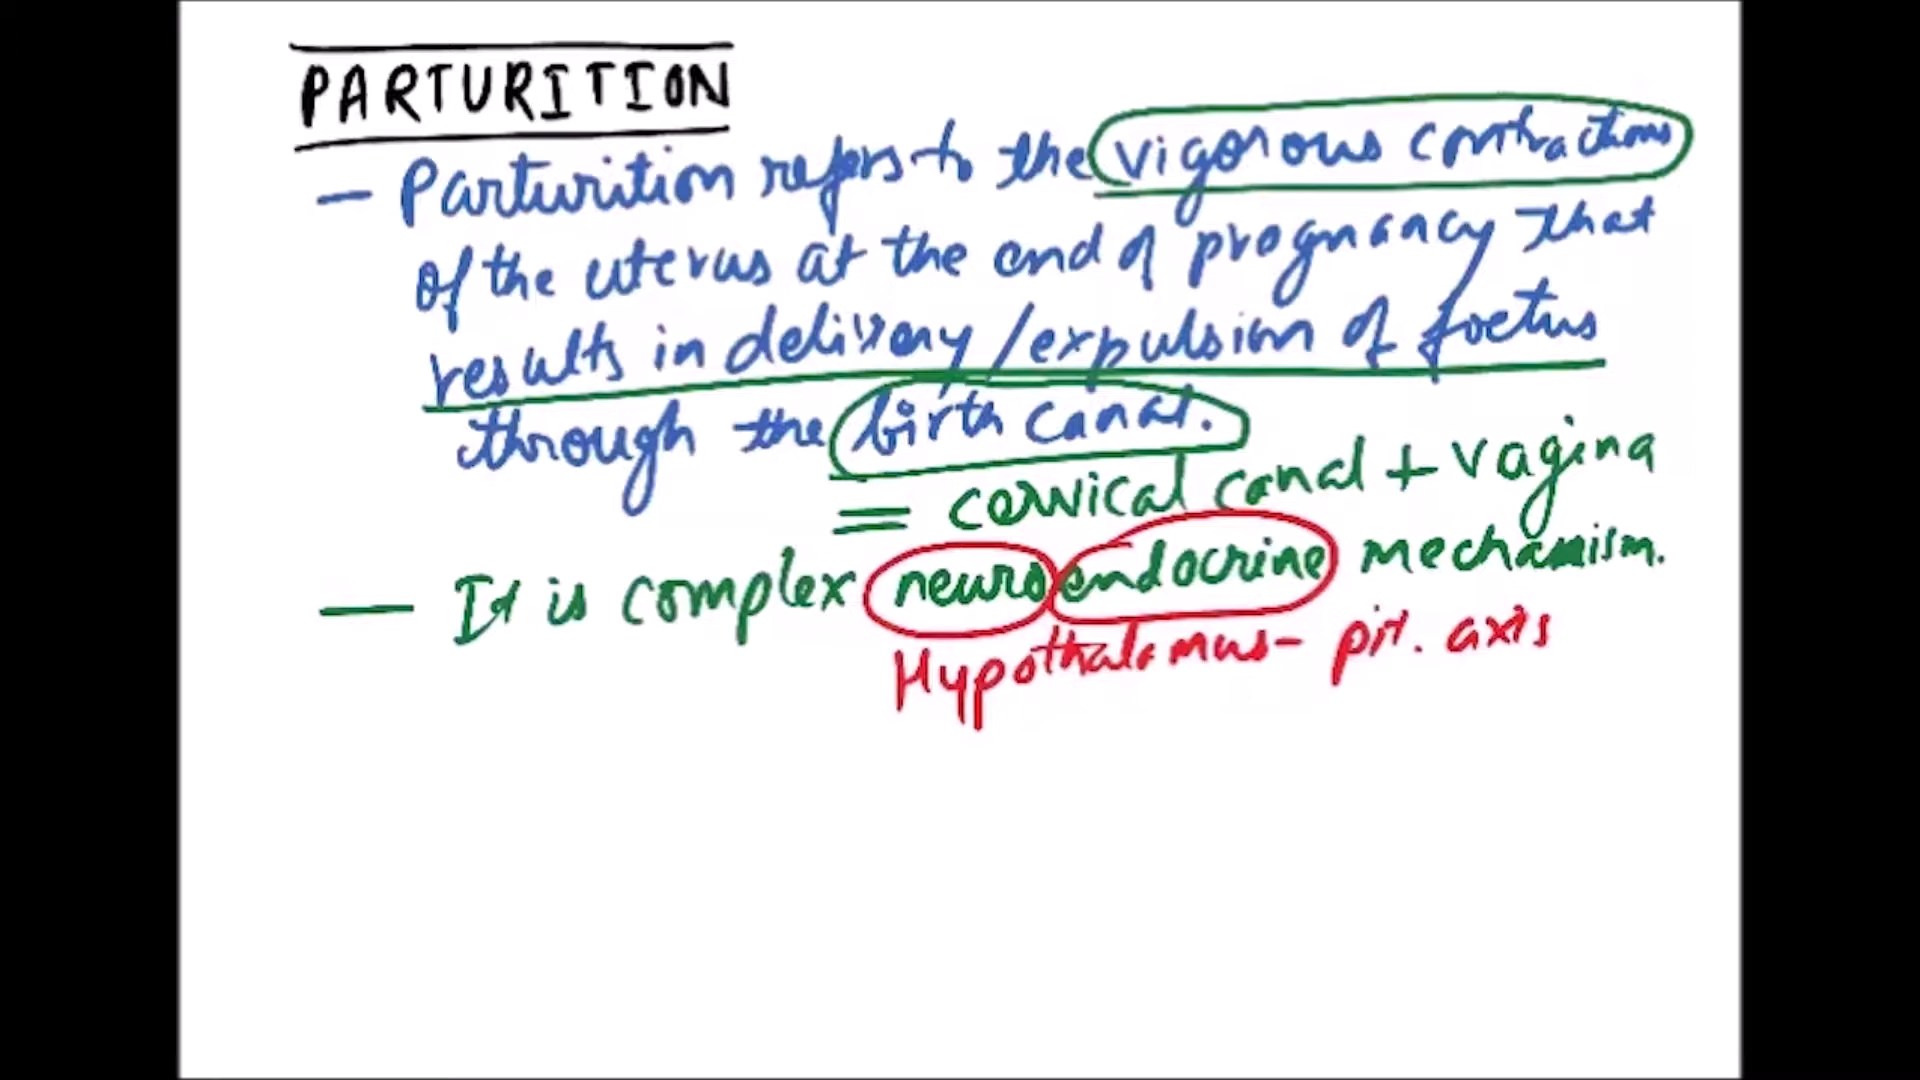 PARTURITION
— Parturition refers to the vigorous contractions
of the uterus at the end of pregnancy that
results in delivery/expulsion of foetus
through the birth canal.
= cervical canal + vagina
— It is complex neuroendocrine mechanism.
Hypothalamus- pit. axis